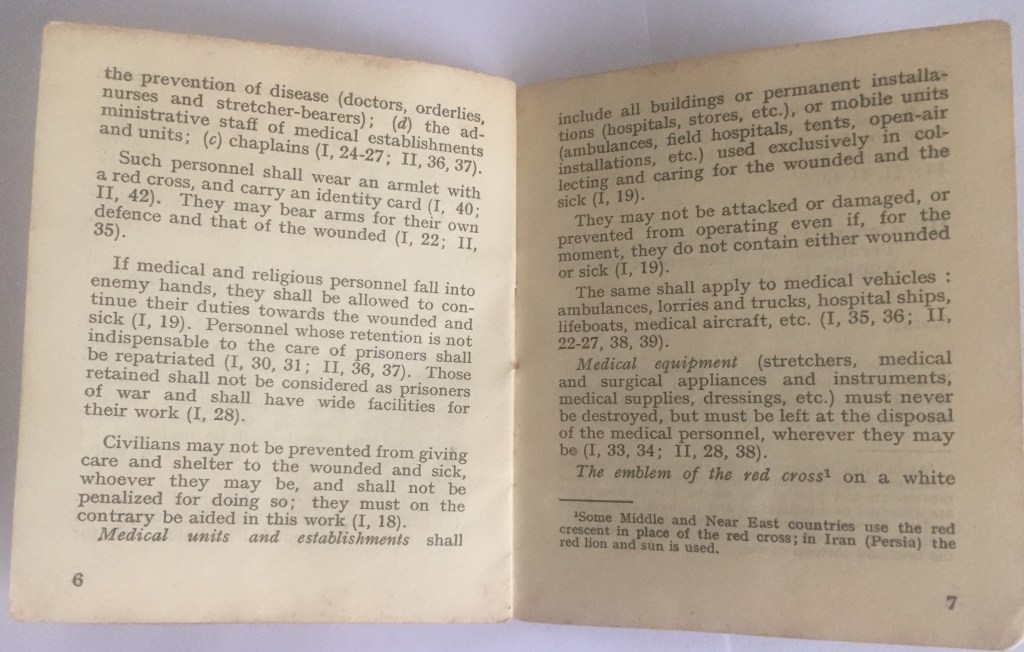 the prevention of disease (doctors, orderlies,
nurses and stretcher-bearers); (d) the ad-
ministrative staff of medical establishments
and units; (c) chaplains (I, 24-27; II, 36, 37).
Such personnel shall wear an armlet with
a red cross, and carry an identity card (I, 40;
II, 42). They may bear arms for their own
defence and that of the wounded (I, 22; II,
35).
If medical and religious personnel fall into
enemy hands, they shall be allowed to con-
tinue their duties towards the wounded and
sick (I, 19). Personnel whose retention is not
indispensable to the care of prisoners shall
be repatriated (I, 30, 31; II, 36, 37). Those
retained shall not be considered as prisoners
of war and shall have wide facilities for
their work (I, 28).
Civilians may not be prevented from giving
care and shelter to the wounded and sick,
whoever they may be, and shall not be
penalized for doing so; they must on the
contrary be aided in this work (I, 18).
Medical units and establishments shall
6
include all buildings or permanent installa-
tions (hospitals, stores, etc.), or mobile units
(ambulances, field hospitals, tents, open-air
installations, etc.) used exclusively in col-
lecting and caring for the wounded and the
sick (I, 19).
They may not be attacked or damaged, or
prevented from operating even if, for the
moment, they do not contain either wounded
or sick (I, 19).
The same shall apply to medical vehicles :
ambulances, lorries and trucks, hospital ships,
lifeboats, medical aircraft, etc. (I, 35, 36; II,
22-27, 38, 39).
Medical equipment (stretchers, medical
and surgical appliances and instruments,
medical supplies, dressings, etc.) must never
be destroyed, but must be left at the disposal
of the medical personnel, wherever they may
be (I, 33, 34; II, 28, 38).
The emblem of the red cross¹ on a white
¹Some Middle and Near East countries use the red
crescent in place of the red cross; in Iran (Persia) the
red lion and sun is used.
7